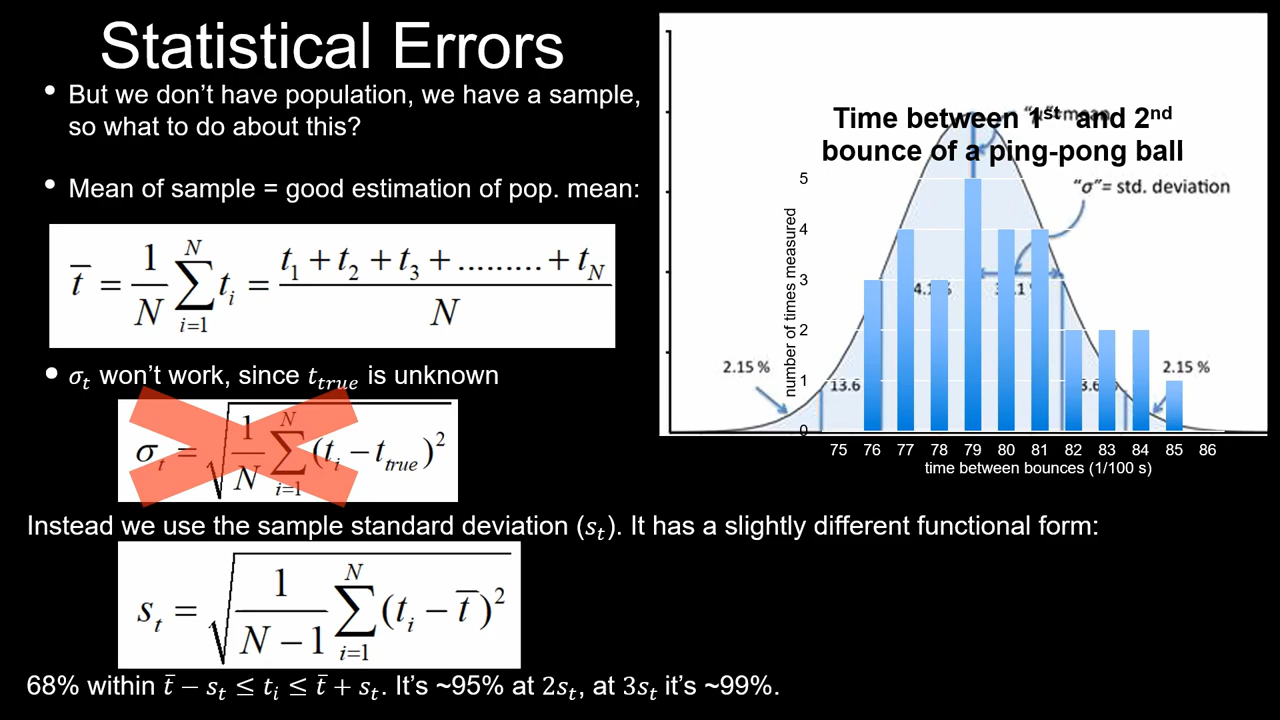 Statistical Errors
• But we don’t have population, we have a sample,
so what to do about this?
• Mean of sample = good estimation of pop. mean:
t̄ = 1/N ∑_{i=1}^{N} t_i = (t_1 + t_2 + t_3 + ......... + t_N)/N
• σ_t won’t work, since t_true is unknown
σ_t = √(1/N ∑_{i=1}^{N} (t_i − t_true)²)
Instead we use the sample standard deviation (s_t). It has a slightly different functional form:
s_t = √(1/(N − 1) ∑_{i=1}^{N} (t_i − t̄)²)
68% within t̄ − s_t ≤ t_i ≤ t̄ + s_t. It’s ~95% at 2s_t, at 3s_t it’s ~99%.
Time between 1st and 2nd
bounce of a ping-pong ball
“σ”= std. deviation
number of times measured
5
4
3
2
1
0
2.15 %
13.6
2.15 %
75 76 77 78 79 80 81 82 83 84 85 86
time between bounces (1/100 s)